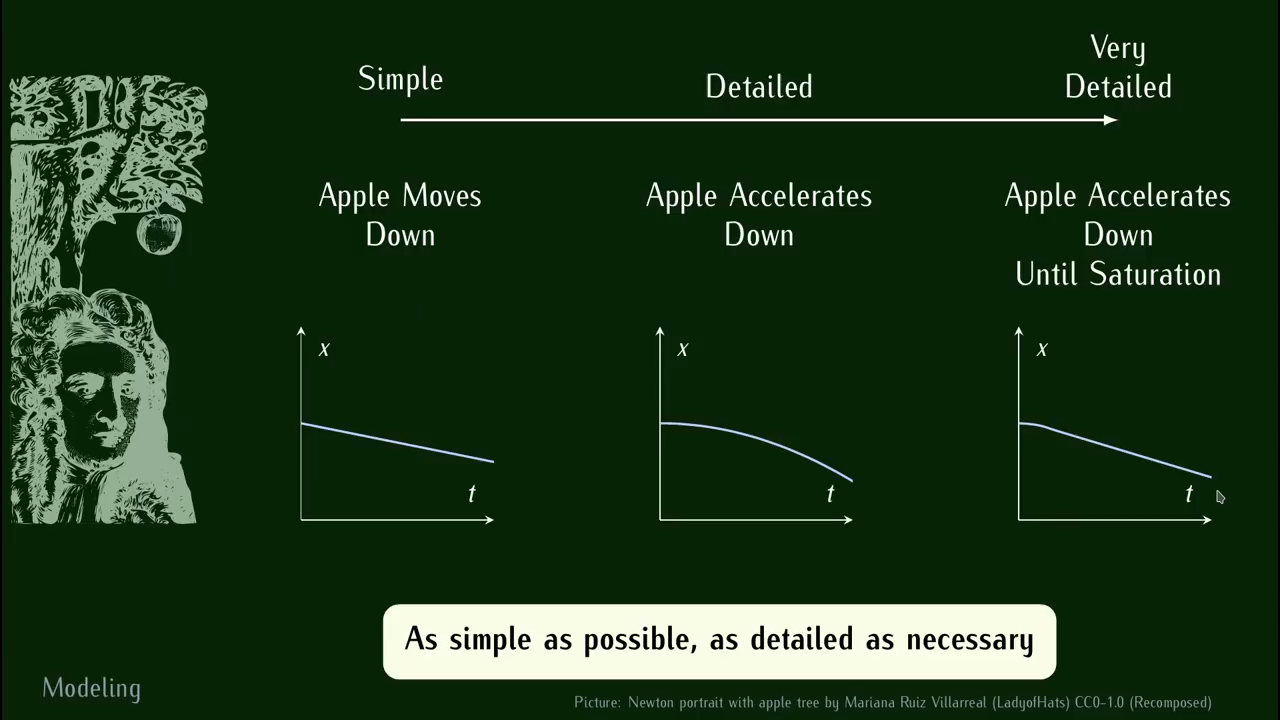 Simple
Detailed
Very
Detailed
Apple Moves
Down
Apple Accelerates
Down
Apple Accelerates
Down
Until Saturation
x
t
x
t
x
t
As simple as possible, as detailed as necessary
Modeling
Picture: Newton portrait with apple tree by Mariana Ruiz Villarreal (LadyofHats) CC0-1.0 (Recomposed)